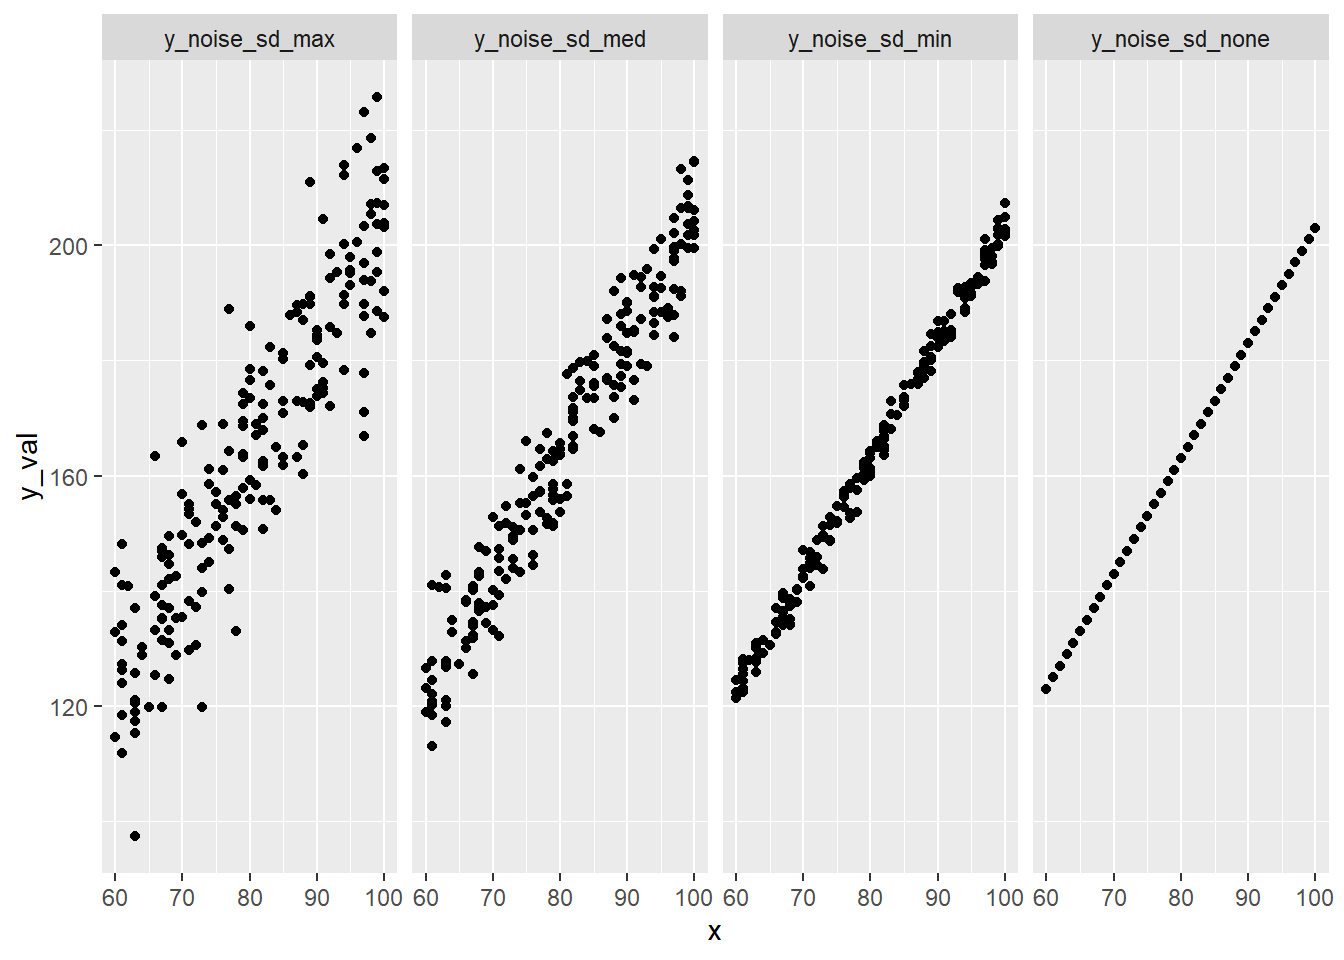 y_noise_sd_max y_noise_sd_med y_noise_sd_min y_noise_sd_none
200
160
120
y_val
60 70 80 90 100 60 70 80 90 100 60 70 80 90 100 60 70 80 90 100
x